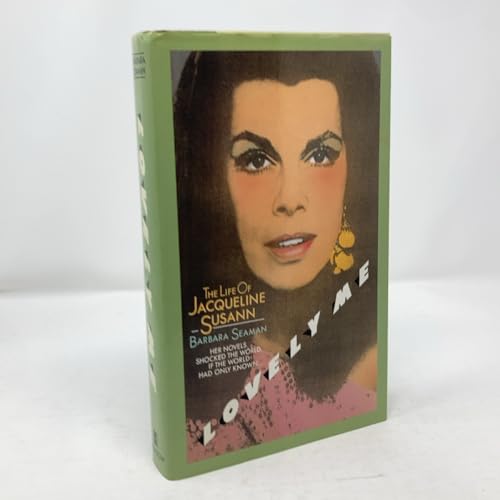 THE LIFE OF
JACQUELINE
SUSANN
BARBARA SEAMAN
HER NOVELS
SHOCKED THE WORLD.
IF THE WORLD
HAD ONLY KNOWN
LOVELY ME
LOVELY ME